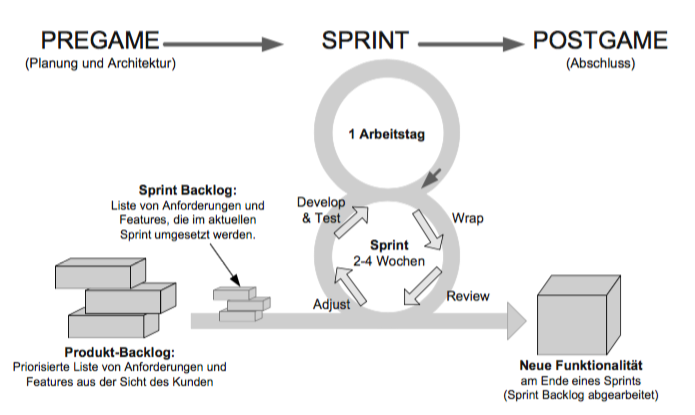 PREGAME
SPRINT
POSTGAME
(Planung und Architektur)
(Abschluss)
1 Arbeitstag
Sprint Backlog:
Liste von Anforderungen und
Features, die im aktuellen
Sprint umgesetzt werden.
Develop
& Test
Wrap
Sprint
2-4 Wochen
Adjust
Review
Produkt-Backlog:
Priorisierte Liste von Anforderungen und
Features aus der Sicht des Kunden
Neue Funktionalität
am Ende eines Sprints
(Sprint Backlog abgearbeitet)